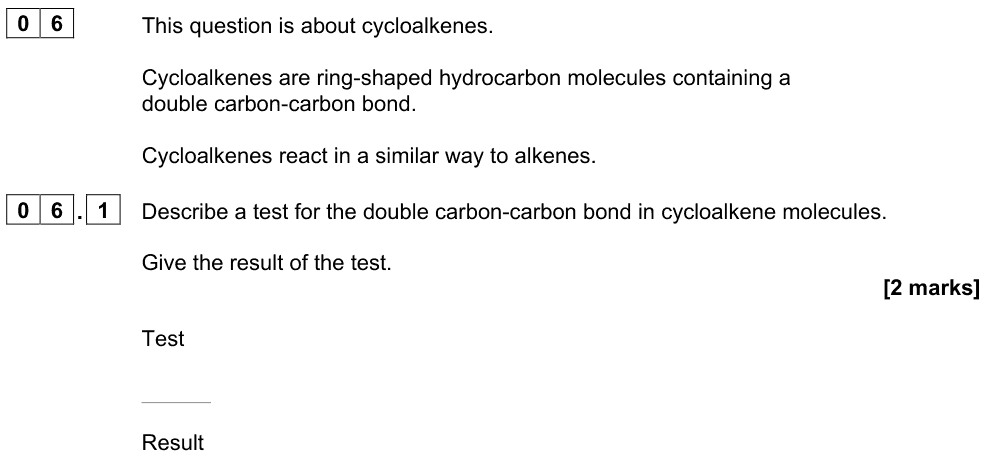 0 6 This question is about cycloalkenes.
Cycloalkenes are ring-shaped hydrocarbon molecules containing a
double carbon-carbon bond.
Cycloalkenes react in a similar way to alkenes.
0 6 . 1 Describe a test for the double carbon-carbon bond in cycloalkene molecules.
Give the result of the test.
[2 marks]
Test
Result